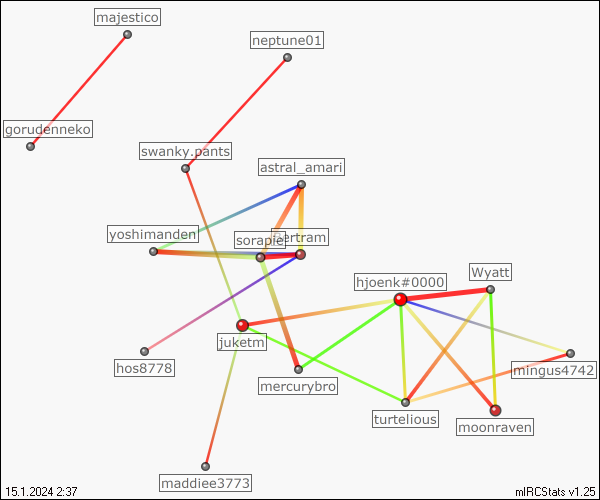 majestico
neptune01
gorudenneko
swanky.pants
astral_amari
yoshimanden
sorapie
bertram
hjoenk#0000
Wyatt
juketm
hos8778
mercurybro
mingus4742
turtelious
moonraven
maddiee3773
15.1.2024 2:37
mIRCStats v1.25